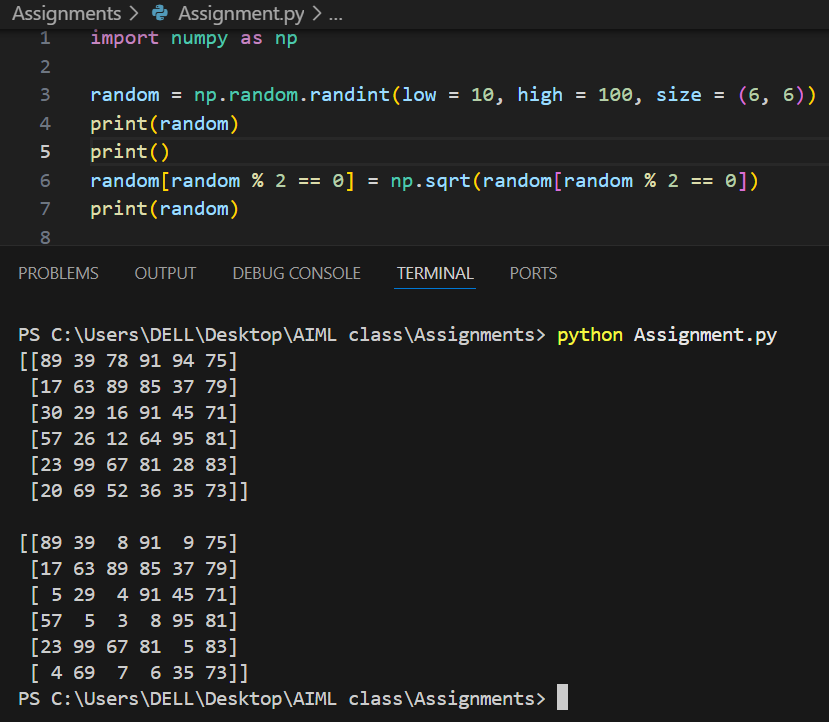 Assignments > Assignment.py > ...
1 import numpy as np
2
3 random = np.random.randint(low = 10, high = 100, size = (6, 6))
4 print(random)
5 print()
6 random[random % 2 == 0] = np.sqrt(random[random % 2 == 0])
7 print(random)
8
PROBLEMS OUTPUT DEBUG CONSOLE TERMINAL PORTS
PS C:\Users\DELL\Desktop\AIML class\Assignments> python Assignment.py
[[89 39 78 91 94 75]
 [17 63 89 85 37 79]
 [30 29 16 91 45 71]
 [57 26 12 64 95 81]
 [23 99 67 81 28 83]
 [20 69 52 36 35 73]]

[[89 39  8 91  9 75]
 [17 63 89 85 37 79]
 [ 5 29  4 91 45 71]
 [57  5  3  8 95 81]
 [23 99 67 81  5 83]
 [ 4 69  7  6 35 73]]
PS C:\Users\DELL\Desktop\AIML class\Assignments>